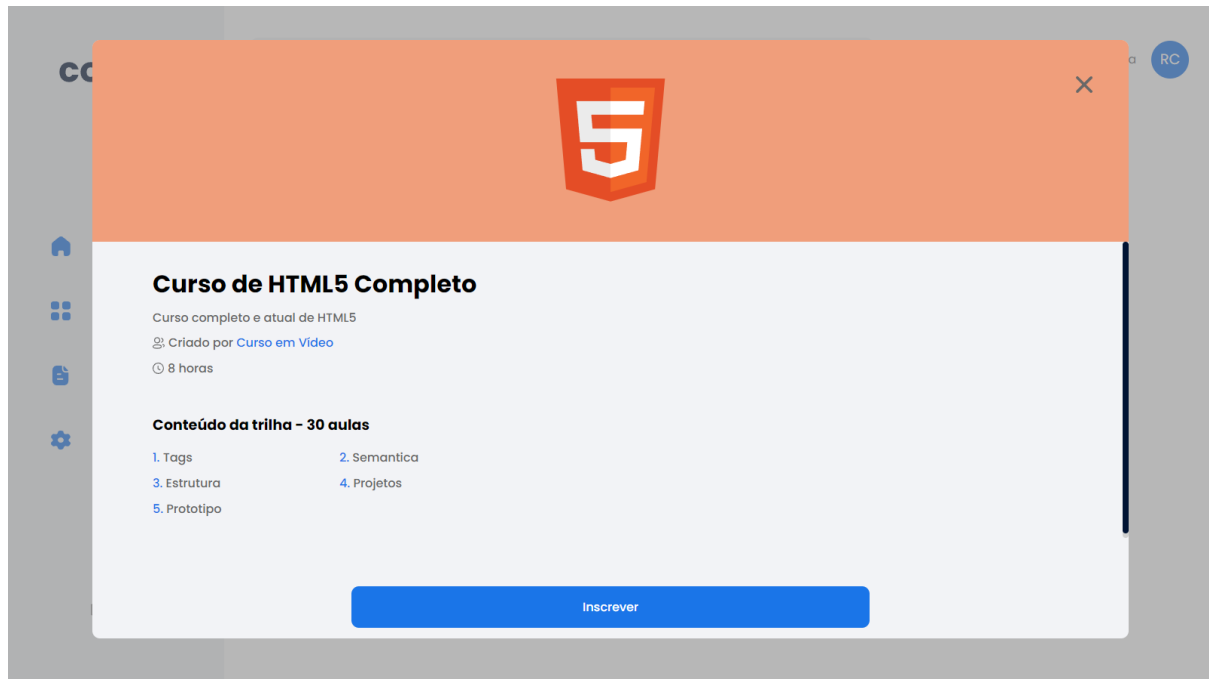 RC
Curso de HTML5 Completo
Curso completo e atual de HTML5
Criado por Curso em Vídeo
8 horas
Conteúdo da trilha - 30 aulas
1. Tags 2. Semantica
3. Estrutura 4. Projetos
5. Prototipo
Inscrever